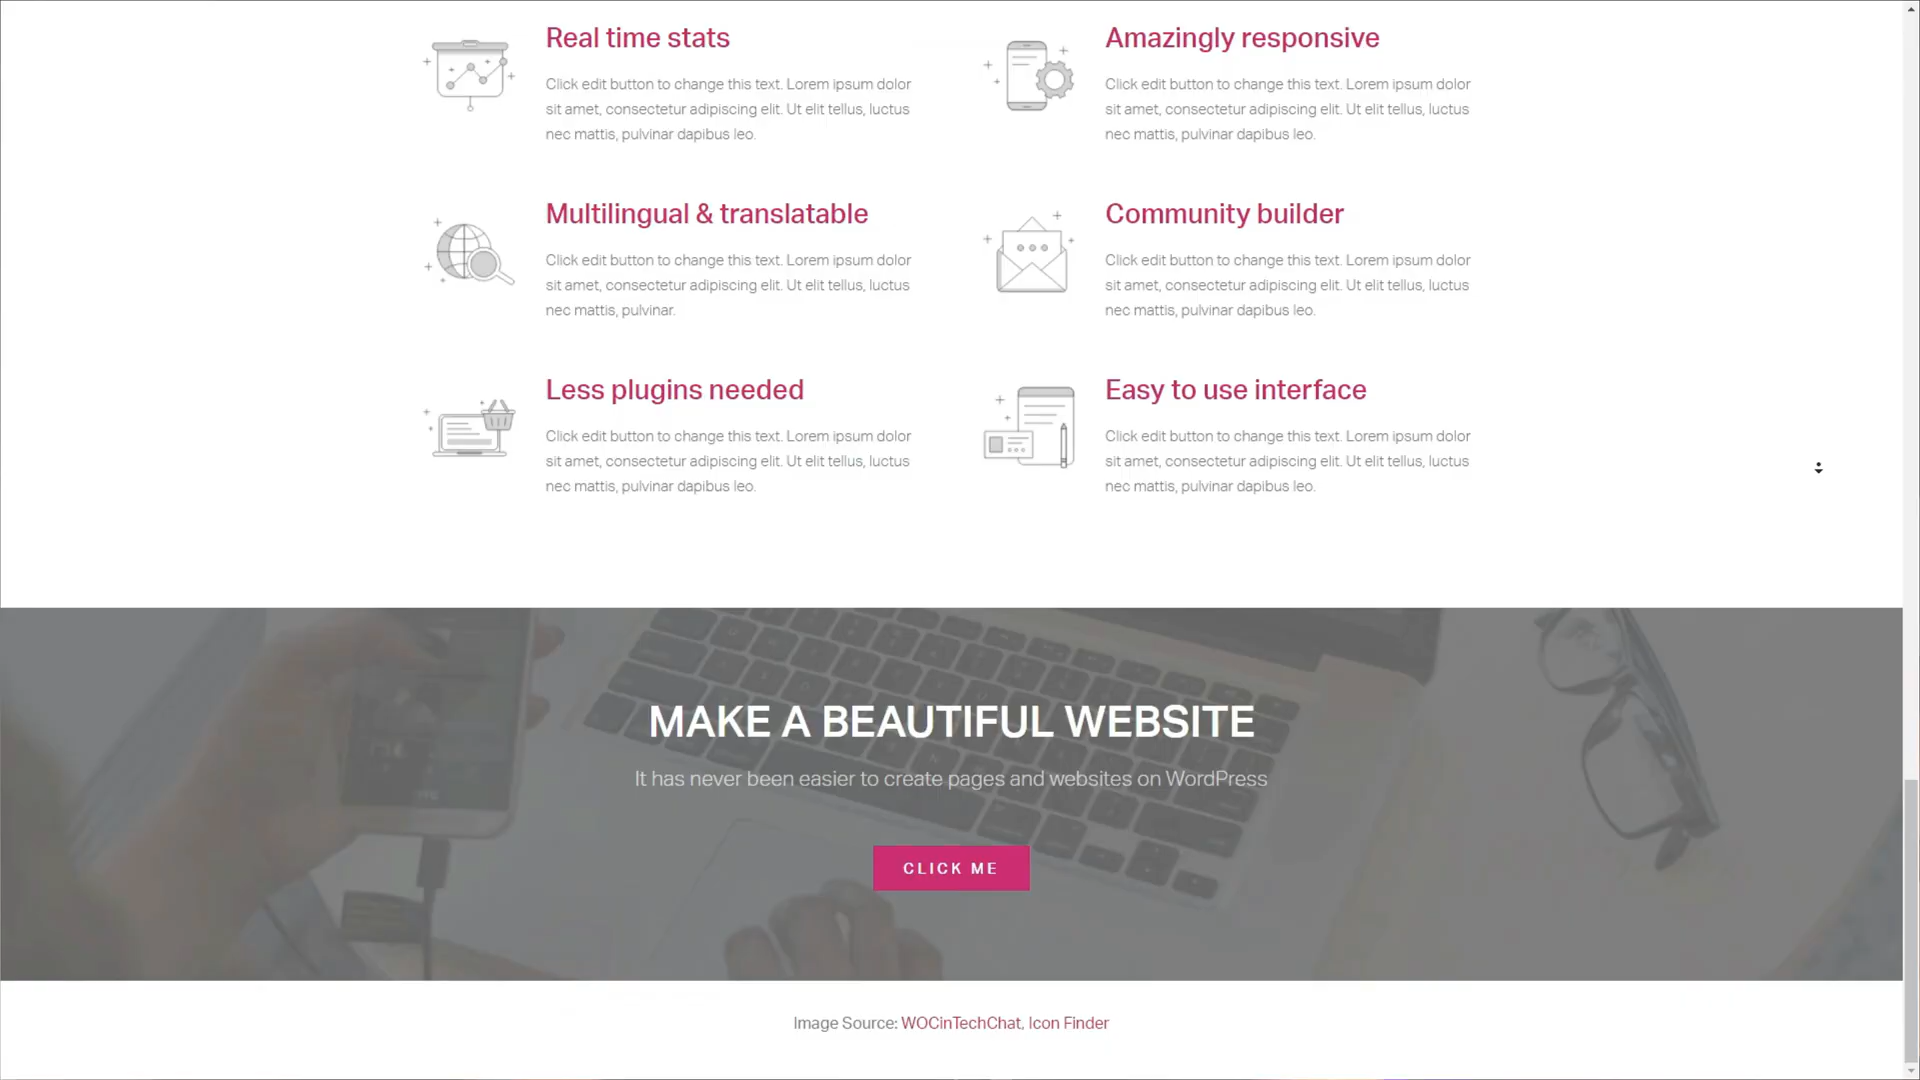 Real time stats
Click edit button to change this text. Lorem ipsum dolor
sit amet, consectetur adipiscing elit. Ut elit tellus, luctus
nec mattis, pulvinar dapibus leo.
Amazingly responsive
Click edit button to change this text. Lorem ipsum dolor
sit amet, consectetur adipiscing elit. Ut elit tellus, luctus
nec mattis, pulvinar dapibus leo.
Multilingual & translatable
Click edit button to change this text. Lorem ipsum dolor
sit amet, consectetur adipiscing elit. Ut elit tellus, luctus
nec mattis, pulvinar.
Community builder
Click edit button to change this text. Lorem ipsum dolor
sit amet, consectetur adipiscing elit. Ut elit tellus, luctus
nec mattis, pulvinar dapibus leo.
Less plugins needed
Click edit button to change this text. Lorem ipsum dolor
sit amet, consectetur adipiscing elit. Ut elit tellus, luctus
nec mattis, pulvinar dapibus leo.
Easy to use interface
Click edit button to change this text. Lorem ipsum dolor
sit amet, consectetur adipiscing elit. Ut elit tellus, luctus
nec mattis, pulvinar dapibus leo.
MAKE A BEAUTIFUL WEBSITE
It has never been easier to create pages and websites on WordPress
CLICK ME
Image Source: WOCinTechChat, Icon Finder